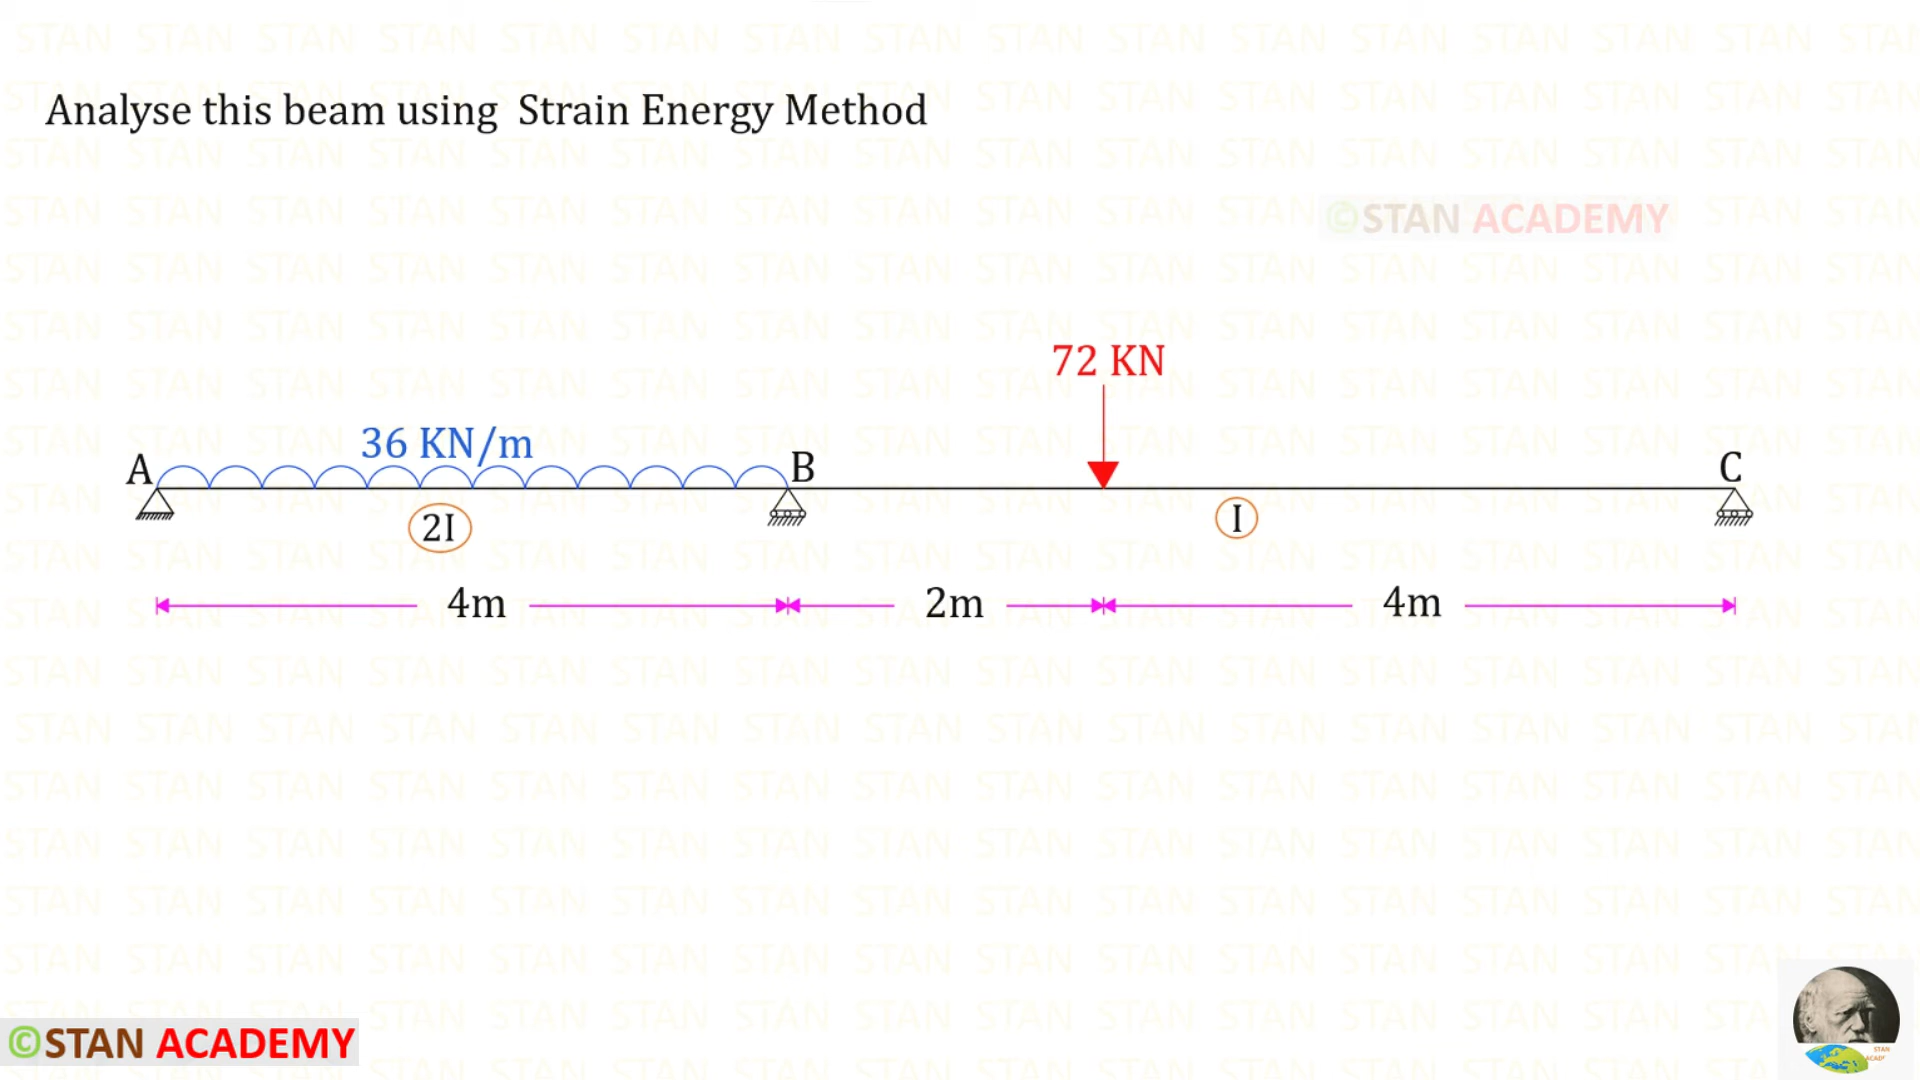 Analyse this beam using Strain Energy Method
©STAN ACADEMY
72 KN
36 KN/m
A
B
C
2I
I
4m
2m
4m
©STAN ACADEMY